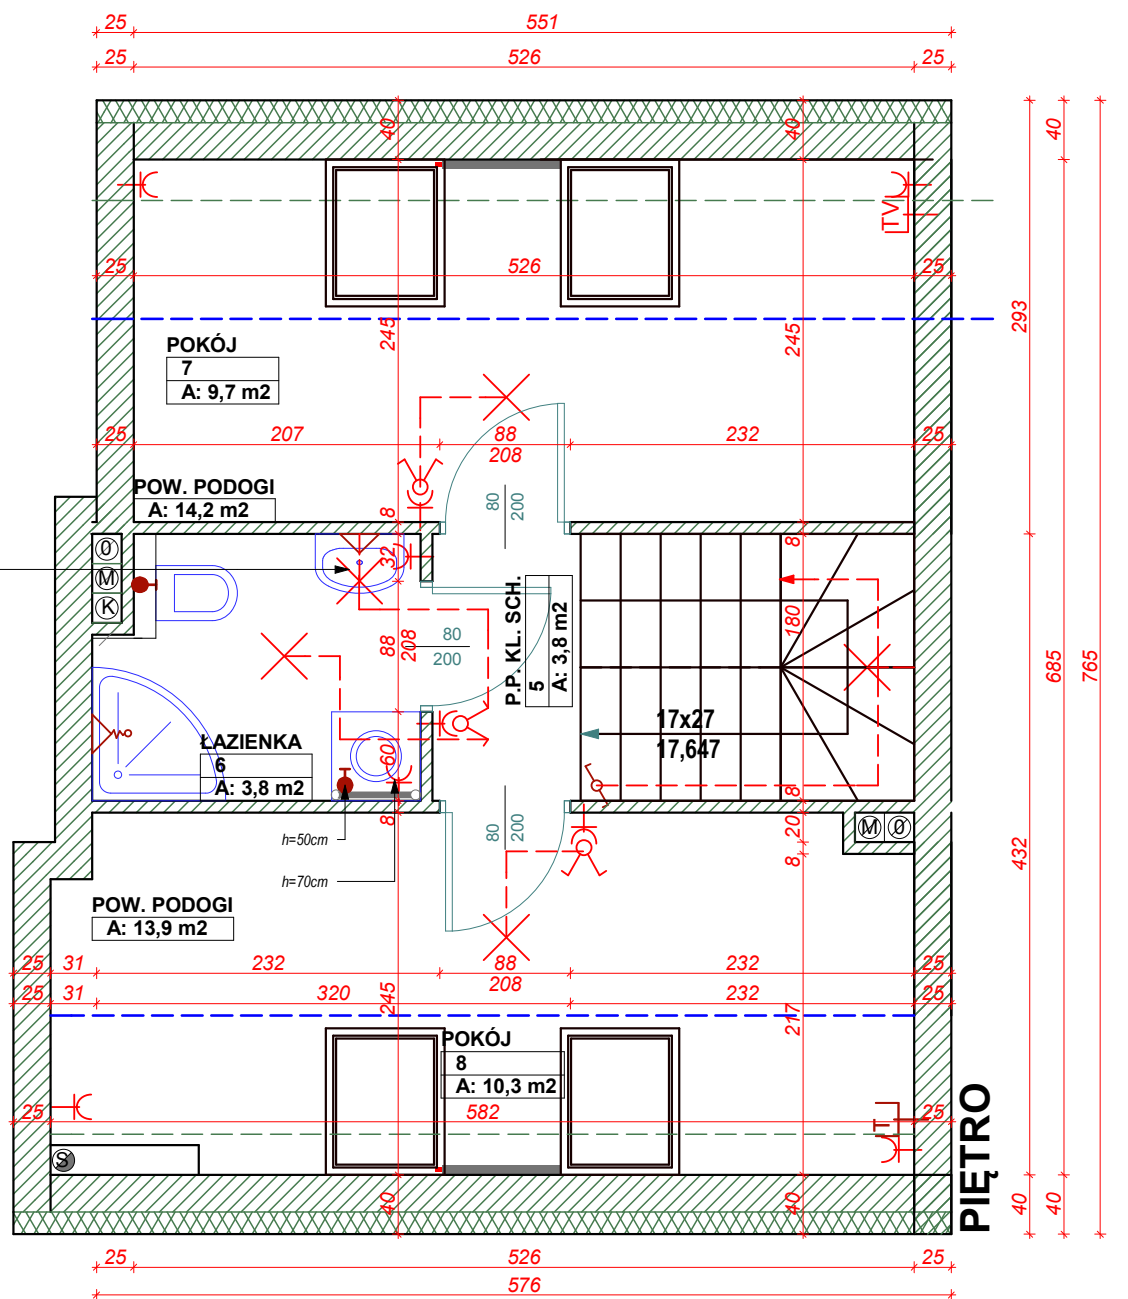 25 551
25 526 25
40 40 40
TV
25 526 25
245 245
293
POKÓJ
7
A: 9,7 m2
25 207 88 232 25
208
80
200
POW. PODOGI
A: 14,2 m2
8 8
O
M
K
32
88
208
80
200
P.P. KL. SCH.
5
A: 3,8 m2
180
685
765
17x27
17,647
ŁAZIENKA
6
A: 3,8 m2
60
8 8
h=50cm
h=70cm
80
200
20
8
M O
432
POW. PODOGI
A: 13,9 m2
25 31 232 88 232 25
208
25 31 320 232 25
245 217
POKÓJ
8
A: 10,3 m2
25 582 25
T
S
PIĘTRO
40 40 40 40
25 526 25
576